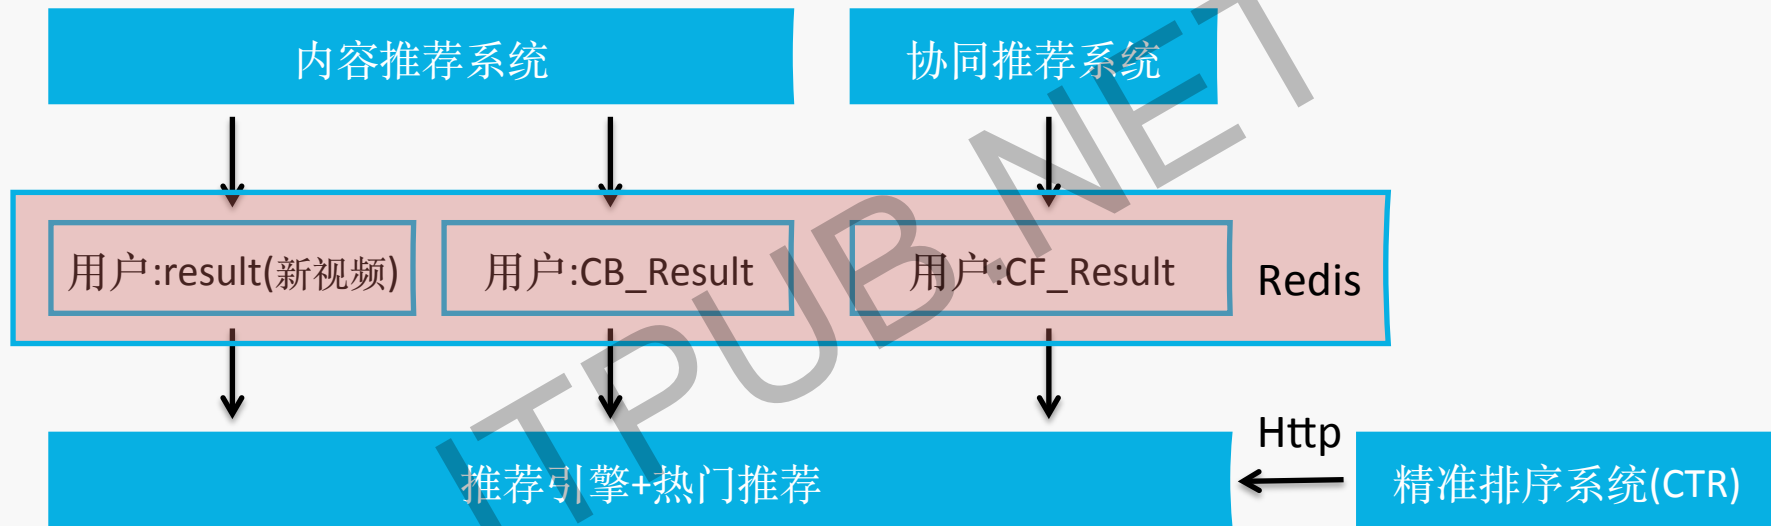 内容推荐系统
协同推荐系统
用户:result(新视频)
用户:CB_Result
用户:CF_Result
Redis
Http
推荐引擎+热门推荐
精准排序系统(CTR)
ITPUB.NET